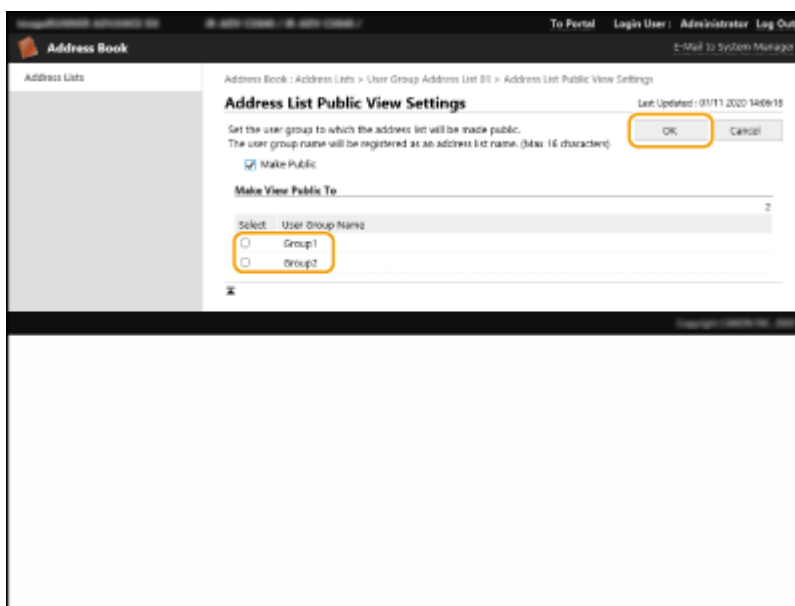 To Portal Login User : Administrator Log Out
Address Book
E-Mail to System Manager
Address Lists
Address Book : Address Lists > User Group Address List 01 > Address List Public View Settings
Address List Public View Settings
Last Updated : 07/11 2020 14:06:18
Set the user group to which the address list will be made public.
The user group name will be registered as an address list name. (Max 16 characters)
OK
Cancel
Make Public
Make View Public To
2
Select User Group Name
Group1
Group2